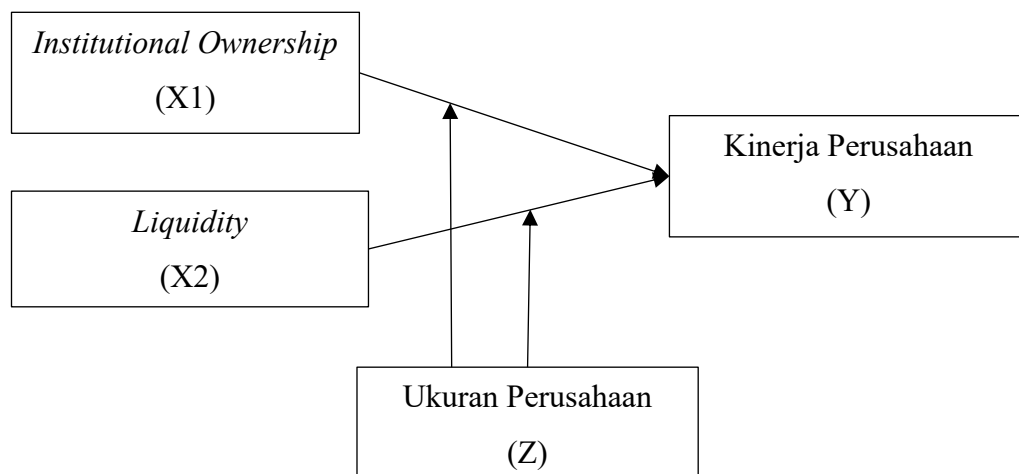 Institutional Ownership
(X1)
Kinerja Perusahaan
(Y)
Liquidity
(X2)
Ukuran Perusahaan
(Z)